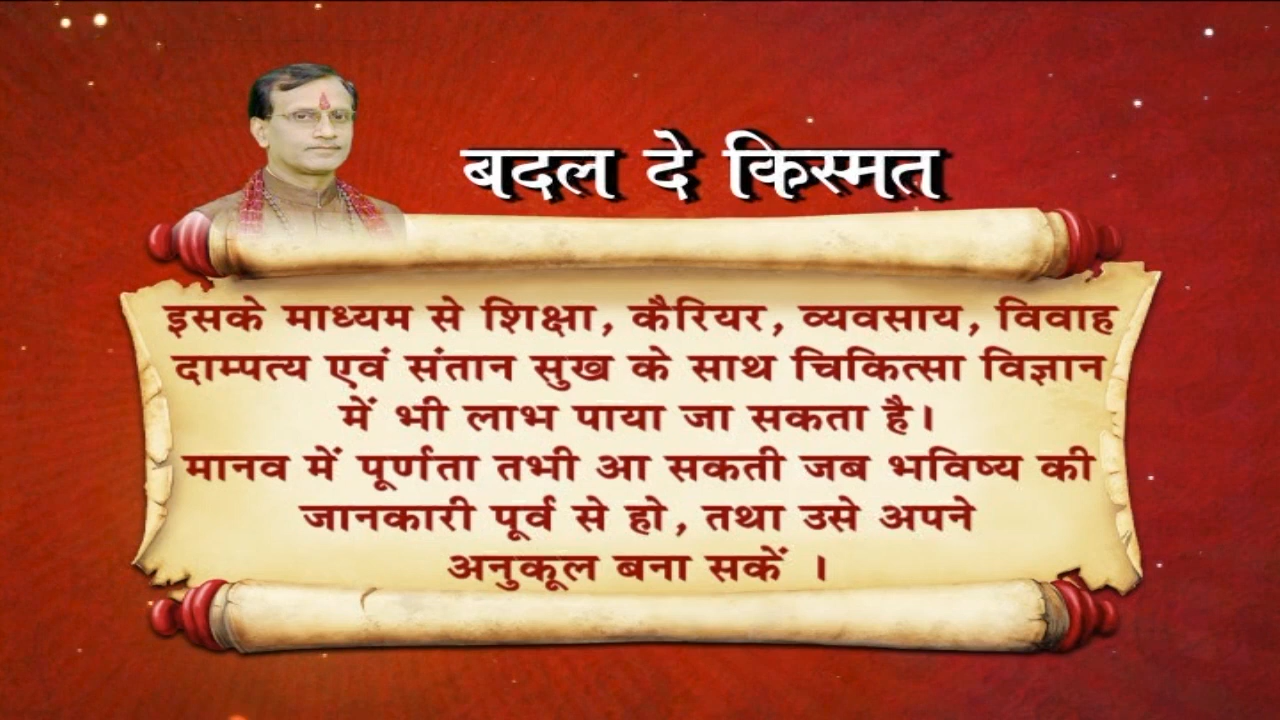 बदल दे किस्मत
इसके माध्यम से शिक्षा, कैरियर, व्यवसाय, विवाह
दाम्पत्य एवं संतान सुख के साथ चिकित्सा विज्ञान
में भी लाभ पाया जा सकता है।
मानव में पूर्णता तभी आ सकती जब भविष्य की
जानकारी पूर्व से हो, तथा उसे अपने
अनुकूल बना सकें ।